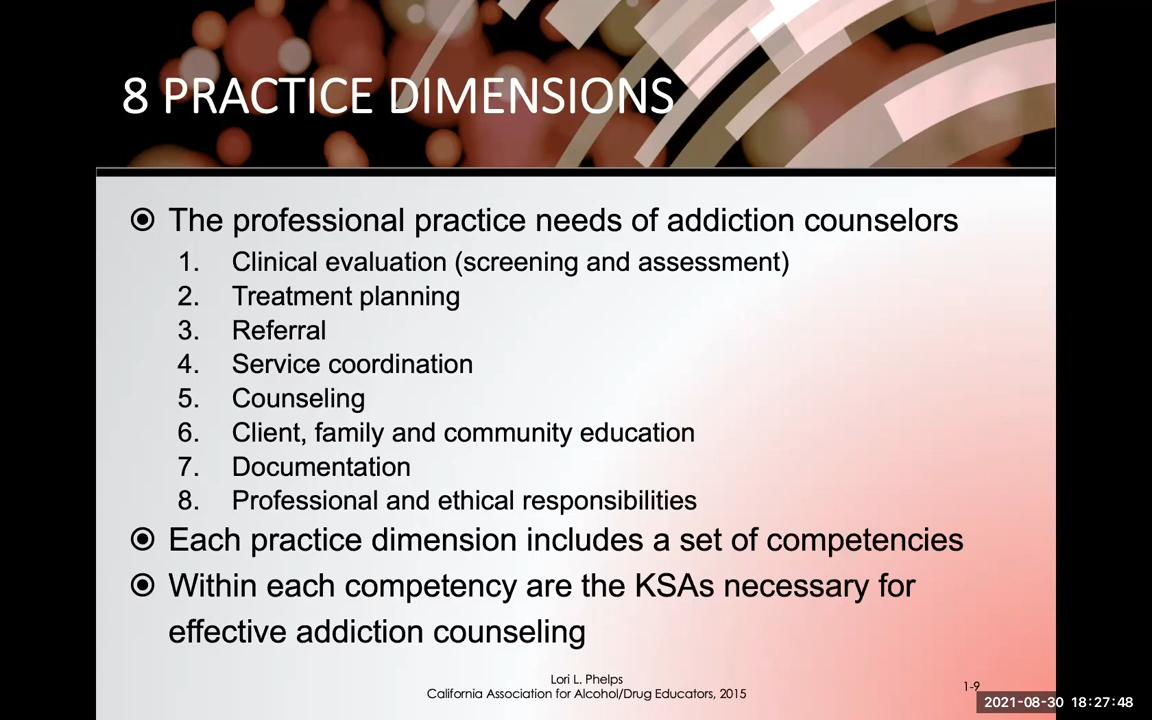 8 PRACTICE DIMENSIONS
The professional practice needs of addiction counselors
1. Clinical evaluation (screening and assessment)
2. Treatment planning
3. Referral
4. Service coordination
5. Counseling
6. Client, family and community education
7. Documentation
8. Professional and ethical responsibilities
Each practice dimension includes a set of competencies
Within each competency are the KSAs necessary for
effective addiction counseling
Lori L. Phelps
California Association for Alcohol/Drug Educators, 2015
1-9
2021-08-30 18:27:48